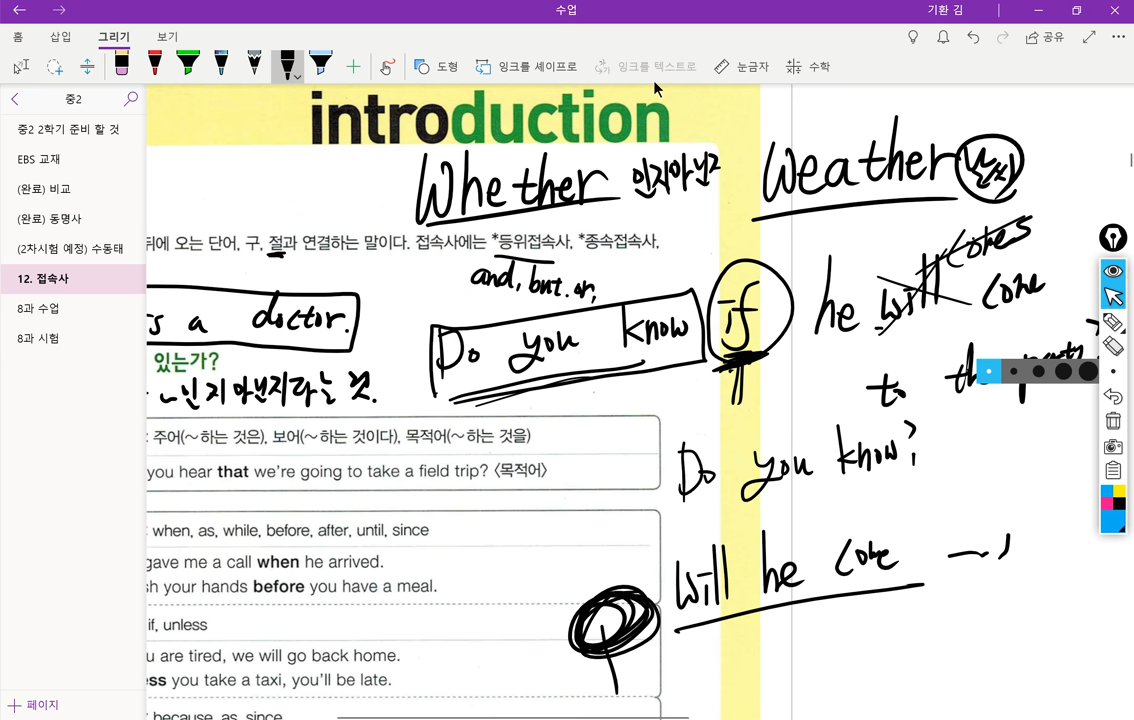 수업
기환 김
홈 삽입 그리기 보기
공유
도형 잉크를 셰이프로 잉크를 텍스트로 눈금자 수학
중2
중2 2학기 준비 할 것
EBS 교재
(완료) 비교
(완료) 동명사
(2차시험 예정) 수동태
12. 접속사
8과 수업
8과 시험
페이지
introduction
Whether 인지아닌지 Weather 날씨
뒤에 오는 단어, 구, 절과 연결하는 말이다. 접속사에는 *등위접속사, *종속접속사,
and, but, or,
comes
Do you know if he will come
to the party?
s a doctor.
있는가?
~인지 아닌지라는 것.
: 주어(~하는 것은), 보어(~하는 것이다), 목적어(~하는 것을)
you hear that we're going to take a field trip? 〈목적어〉
Do you know?
: when, as, while, before, after, until, since
gave me a call when he arrived.
sh your hands before you have a meal.
Will he come
if, unless
u are tired, we will go back home.
ess you take a taxi, you'll be late.
because, as, since